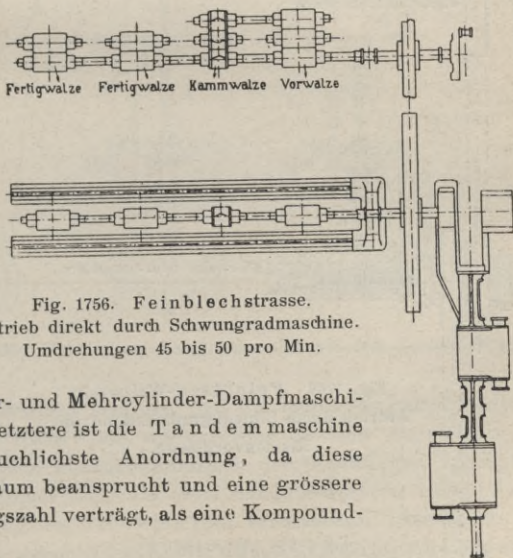 Fertigwalze Fertigwalze Kammwalze Vorwalze
Fig. 1756. Feinblechstrasse.
trieb direkt durch Schwungradmaschine.
Umdrehungen 45 bis 50 pro Min.
r- und Mehrcylinder-Dampfmaschi-
etztere ist die Tandemmaschine
uchlichste Anordnung, da diese
aum beansprucht und eine grössere
gszahl verträgt, als eine Kompound-